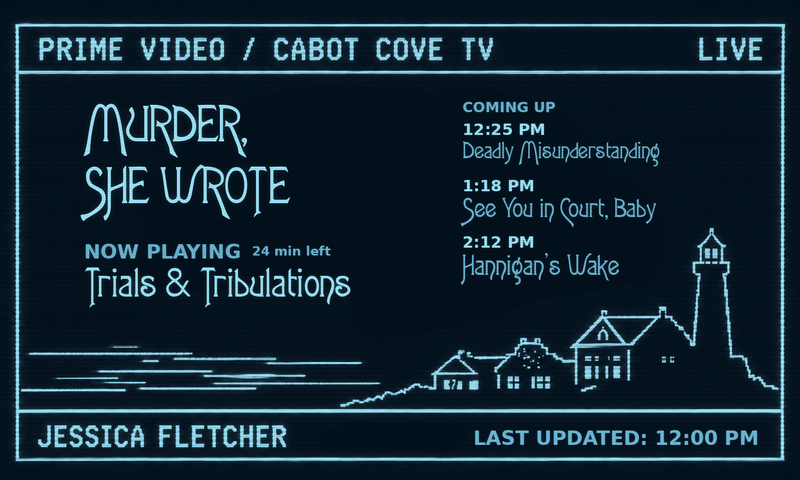 PRIME VIDEO / CABOT COVE TV
LIVE
MURDER,
SHE WROTE
NOW PLAYING 24 min left
Trials & Tribulations
COMING UP
12:25 PM
Deadly Misunderstanding
1:18 PM
See You in Court, Baby
2:12 PM
Hannigan's Wake
JESSICA FLETCHER
LAST UPDATED: 12:00 PM